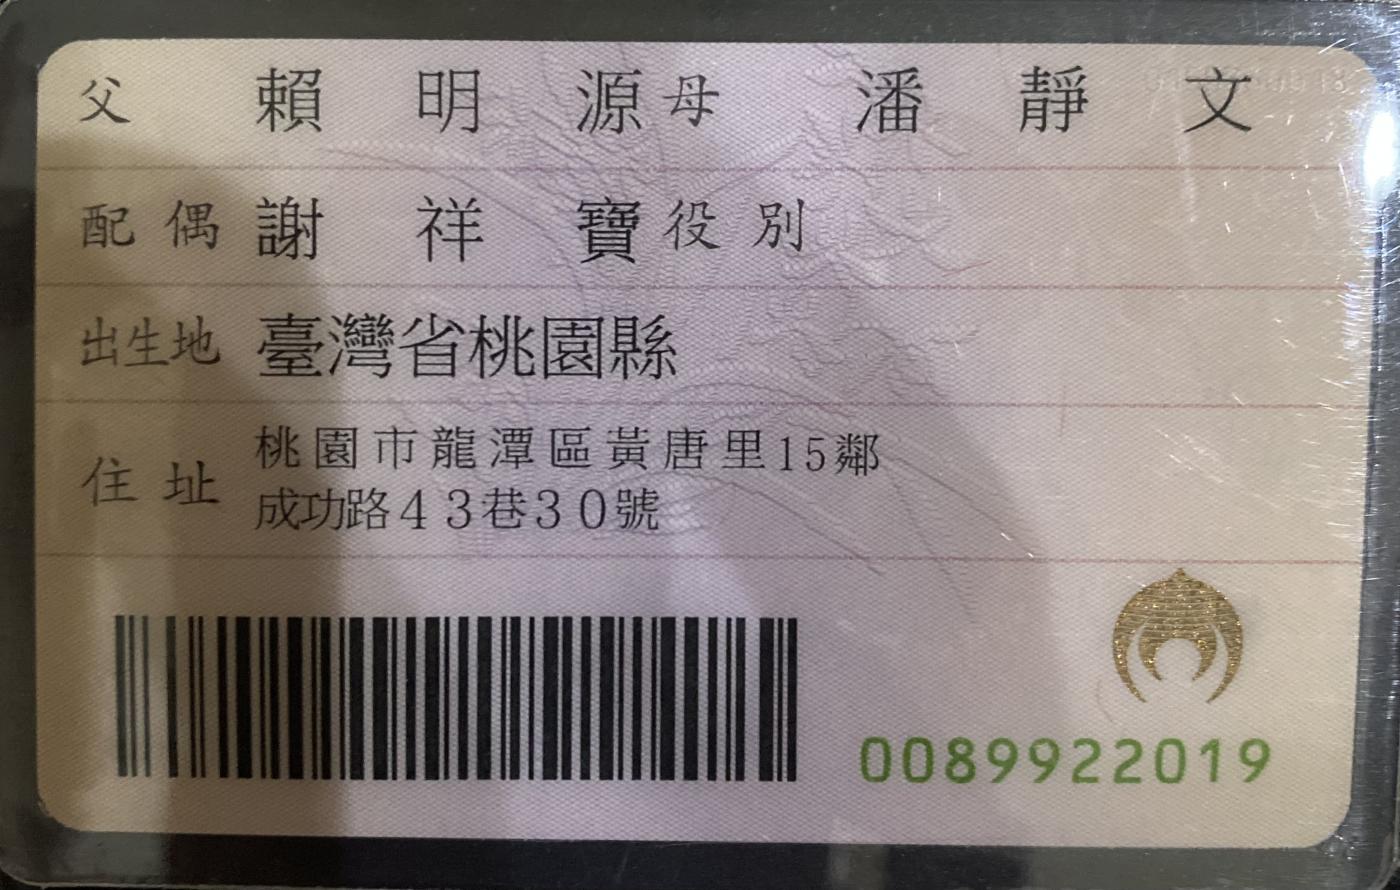 父 賴明源 母 潘靜文
配偶 謝祥寶 役別
出生地 臺灣省桃園縣
住址 桃園市龍潭區黃唐里15鄰
成功路43巷30號
0089922019